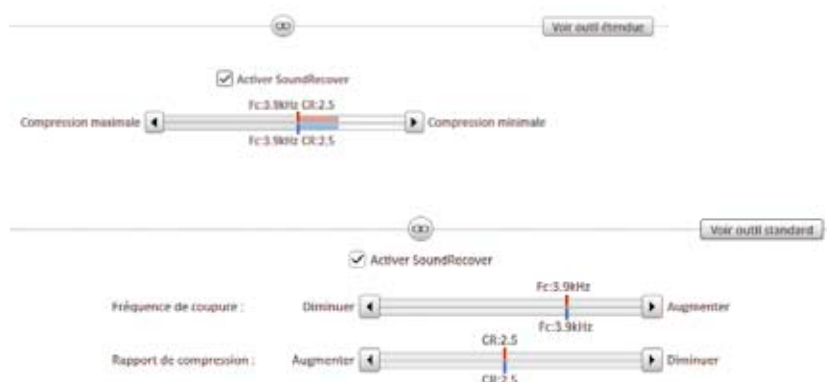 Voir outil étendue
Activer SoundRecover
Fc:3.9kHz CR:2.5
Compression maximale Compression minimale
Fc:3.9kHz CR:2.5
Voir outil standard
Activer SoundRecover
Fc:3.9kHz
Fréquence de coupure : Diminuer Augmenter
Fc:3.9kHz
CR:2.5
Rapport de compression : Augmenter Diminuer
CR:2.5